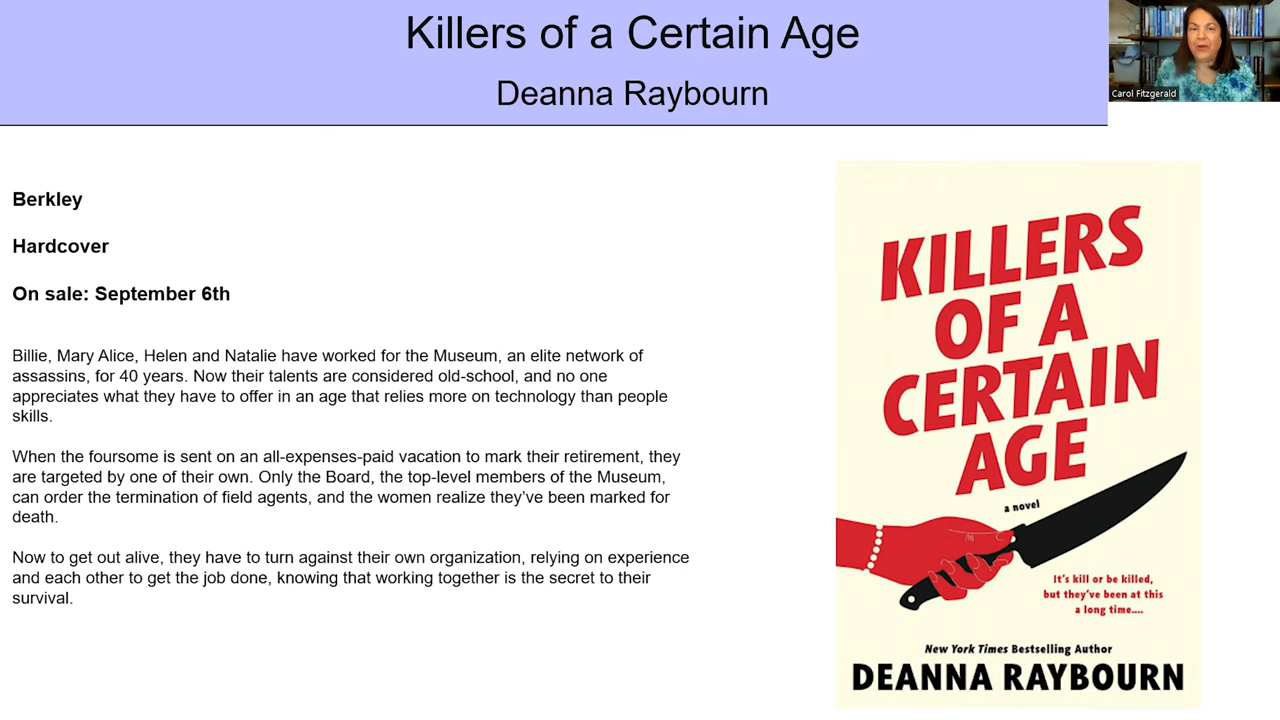 Killers of a Certain Age
Deanna Raybourn
Carol Fitzgerald
Berkley
Hardcover
On sale: September 6th
Billie, Mary Alice, Helen and Natalie have worked for the Museum, an elite network of
assassins, for 40 years. Now their talents are considered old-school, and no one
appreciates what they have to offer in an age that relies more on technology than people
skills.
When the foursome is sent on an all-expenses-paid vacation to mark their retirement, they
are targeted by one of their own. Only the Board, the top-level members of the Museum,
can order the termination of field agents, and the women realize they've been marked for
death.
Now to get out alive, they have to turn against their own organization, relying on experience
and each other to get the job done, knowing that working together is the secret to their
survival.
KILLERS
OF A
CERTAIN
AGE
a novel
It's kill or be killed,
but they've been at this
a long time....
New York Times Bestselling Author
DEANNA RAYBOURN